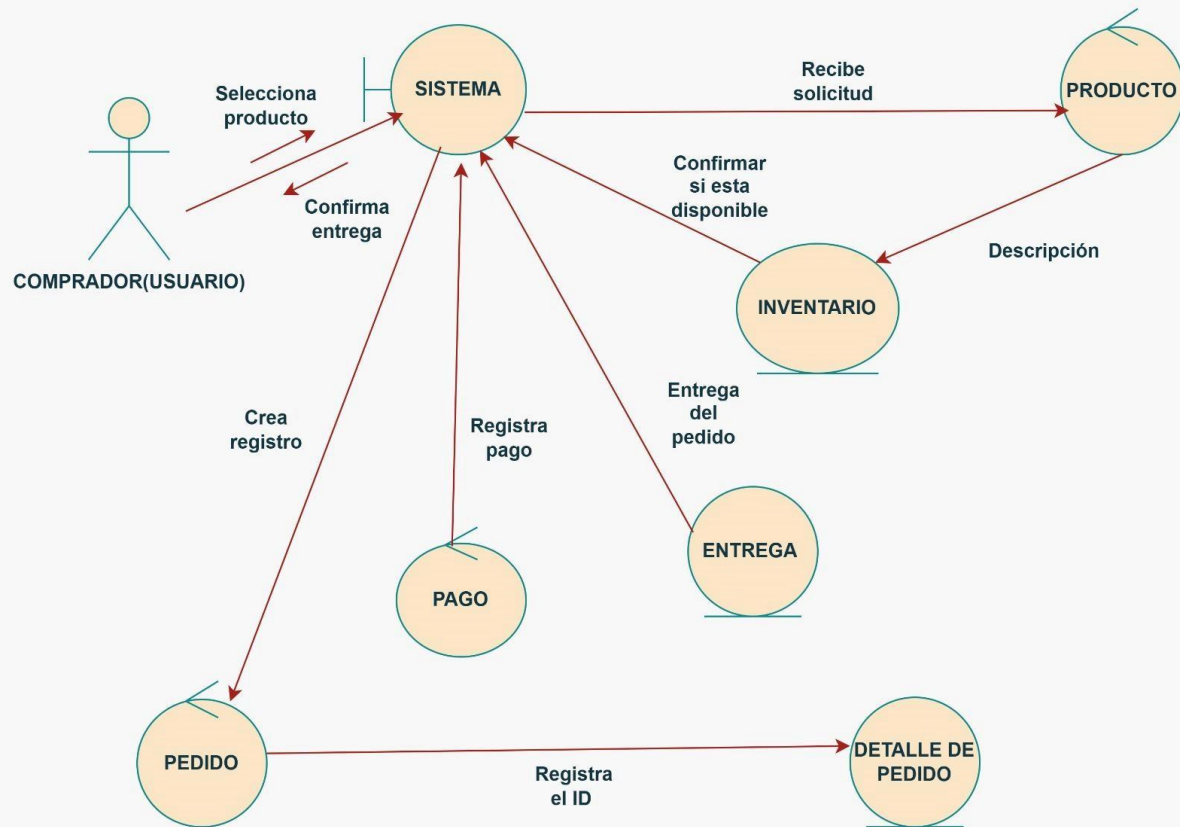 SISTEMA
Recibe
solicitud
PRODUCTO
Selecciona
producto
Confirma
entrega
COMPRADOR(USUARIO)
Confirmar
si esta
disponible
Descripción
INVENTARIO
Crea
registro
Registra
pago
Entrega
del
pedido
PAGO
ENTREGA
PEDIDO
Registra
el ID
DETALLE DE
PEDIDO